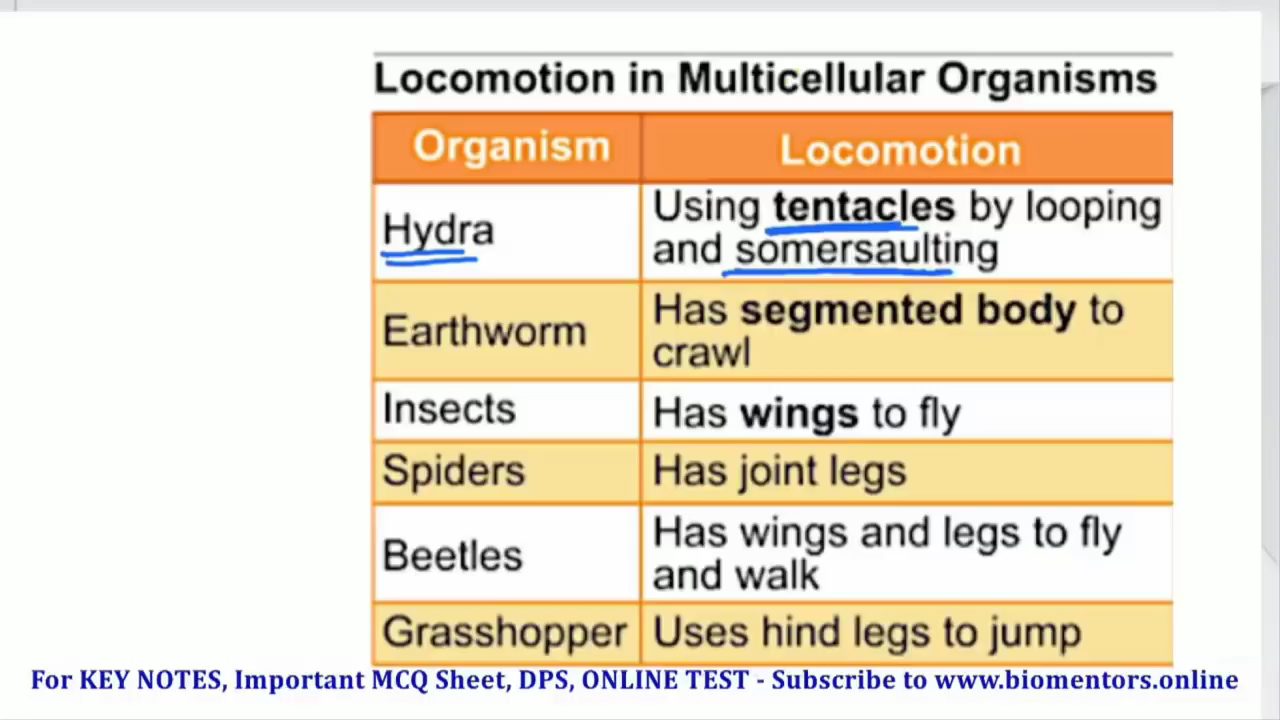 Locomotion in Multicellular Organisms
Organism Locomotion
Hydra Using tentacles by looping
and somersaulting
Earthworm Has segmented body to
crawl
Insects Has wings to fly
Spiders Has joint legs
Beetles Has wings and legs to fly
and walk
Grasshopper Uses hind legs to jump
For KEY NOTES, Important MCQ Sheet, DPS, ONLINE TEST - Subscribe to www.biomentors.online